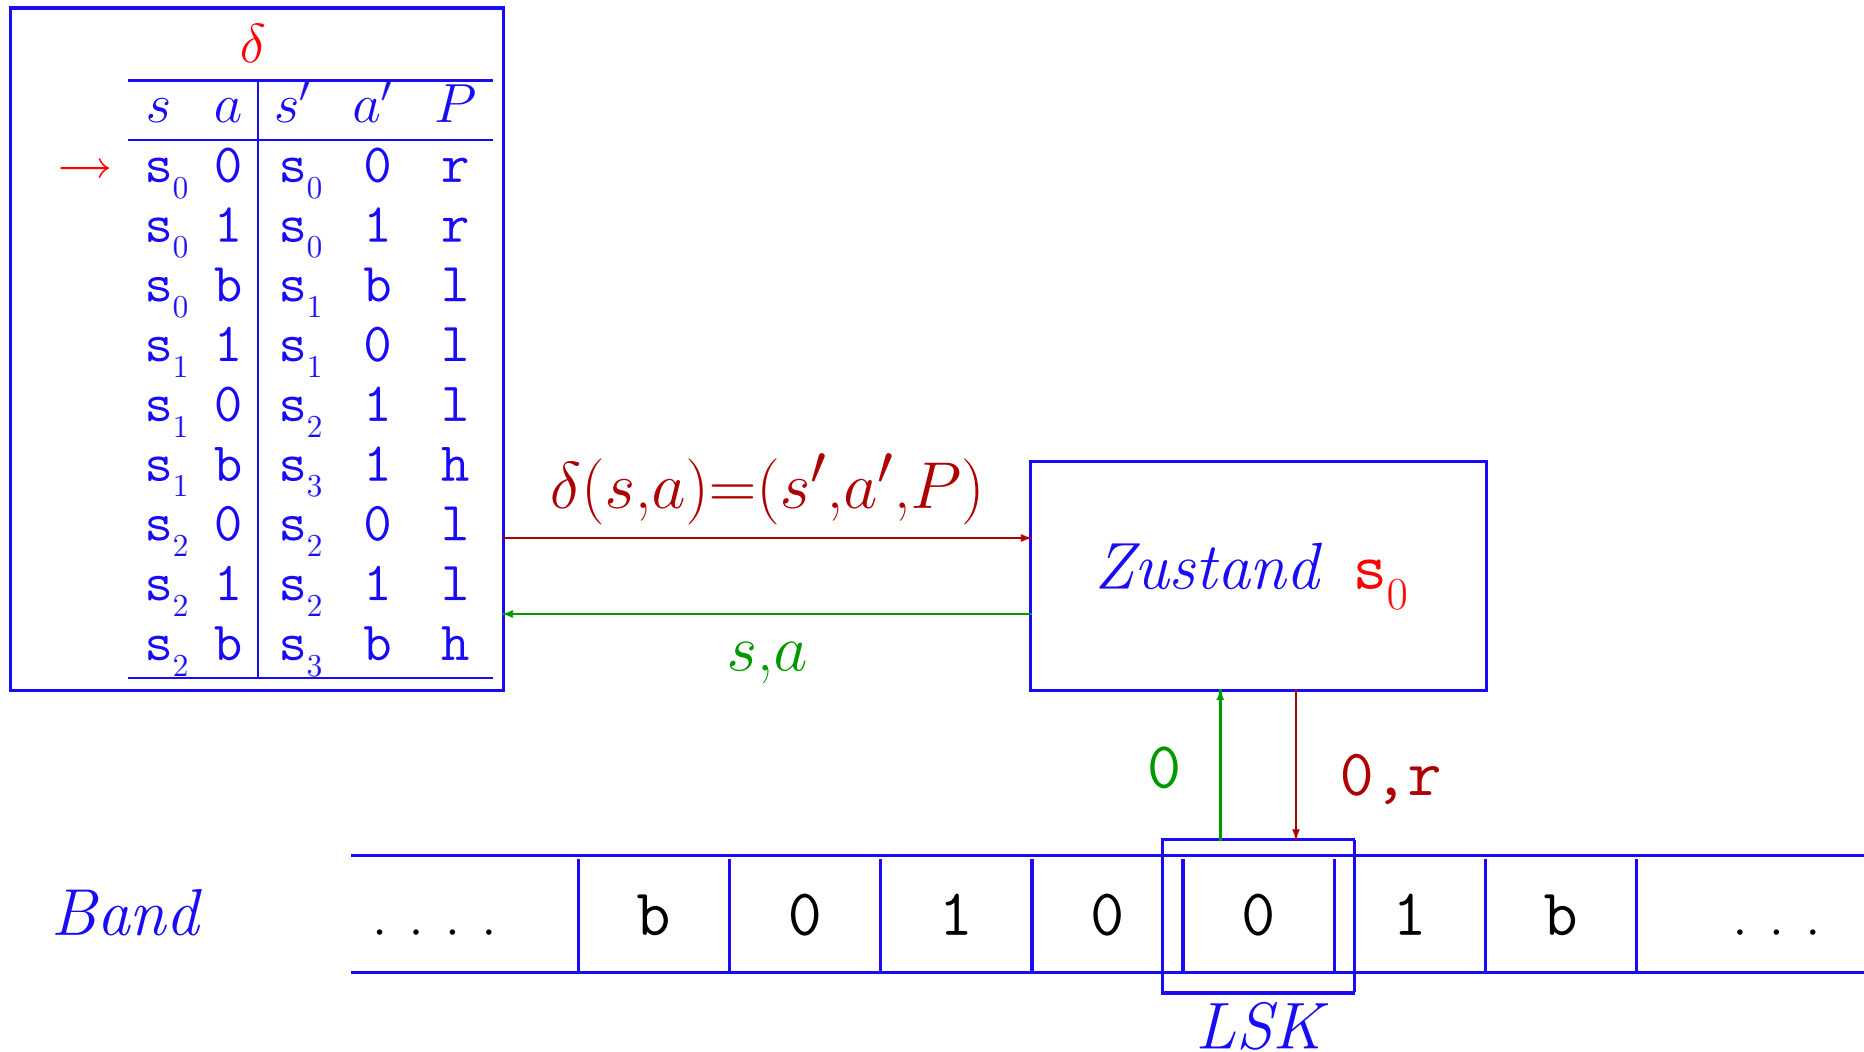 δ
s a s′ a′ P
→ s₀ 0 s₀ 0 r
s₀ 1 s₀ 1 r
s₀ b s₁ b l
s₁ 1 s₁ 0 l
s₁ 0 s₂ 1 l
s₁ b s₃ 1 h
s₂ 0 s₂ 0 l
s₂ 1 s₂ 1 l
s₂ b s₃ b h
δ(s,a)=(s′,a′,P)
s,a
Zustand s₀
0
0,r
Band
. . . . b 0 1 0 0 1 b . . .
LSK